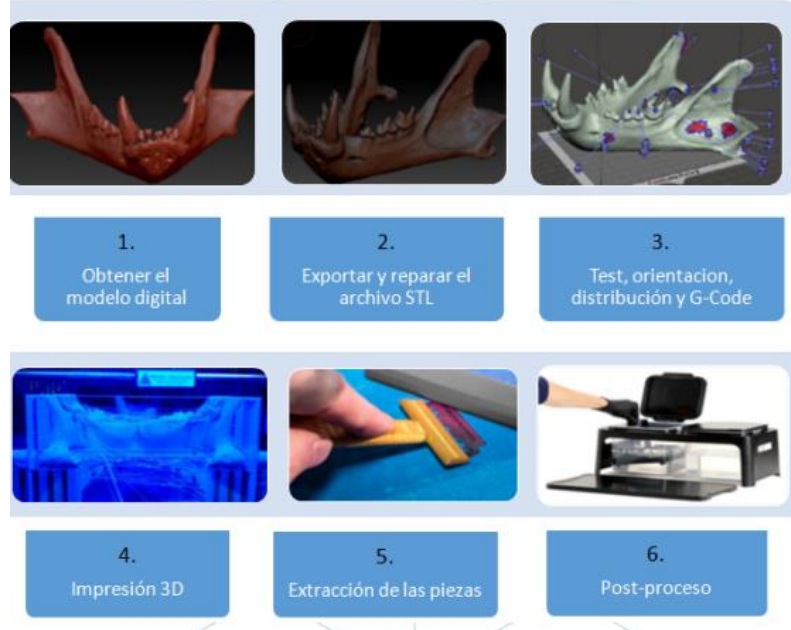 1.
Obtener el
modelo digital
2.
Exportar y reparar el
archivo STL
3.
Test, orientacion,
distribución y G-Code
4.
Impresión 3D
5.
Extracción de las piezas
6.
Post-proceso